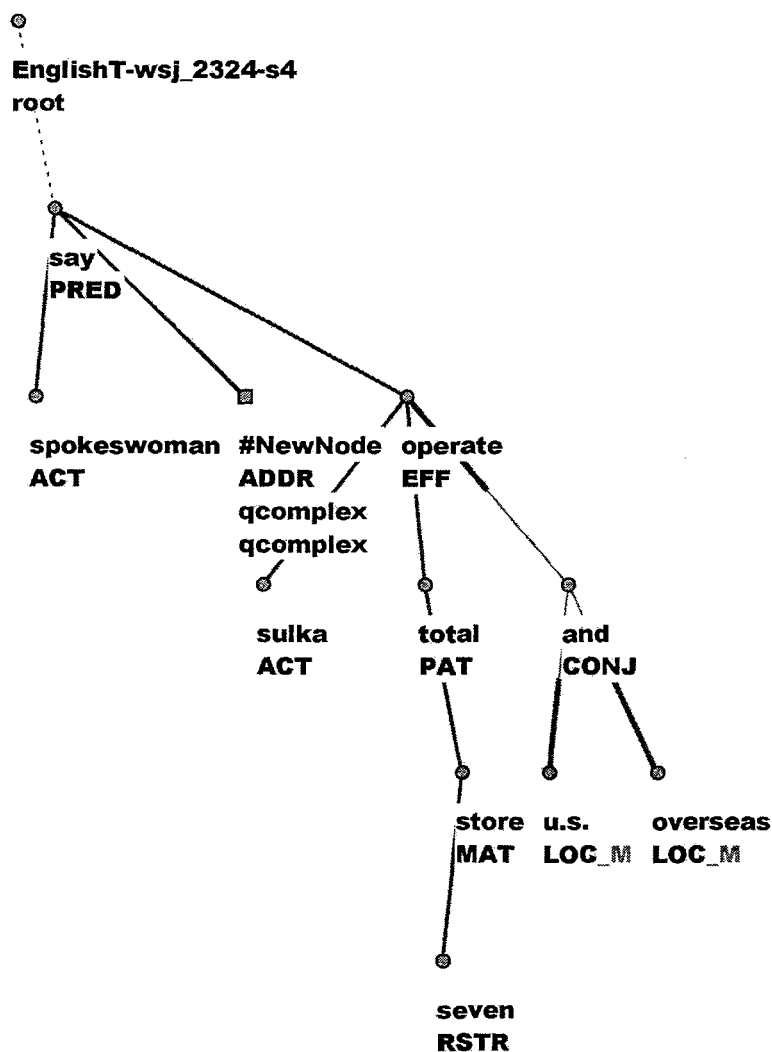 EnglishT-wsj_2324-s4
root
say
PRED
spokeswoman #NewNode operate
ACT ADDR EFF
qcomplex
qcomplex
sulka total and
ACT PAT CONJ
store u.s. overseas
MAT LOC_M LOC_M
seven
RSTR